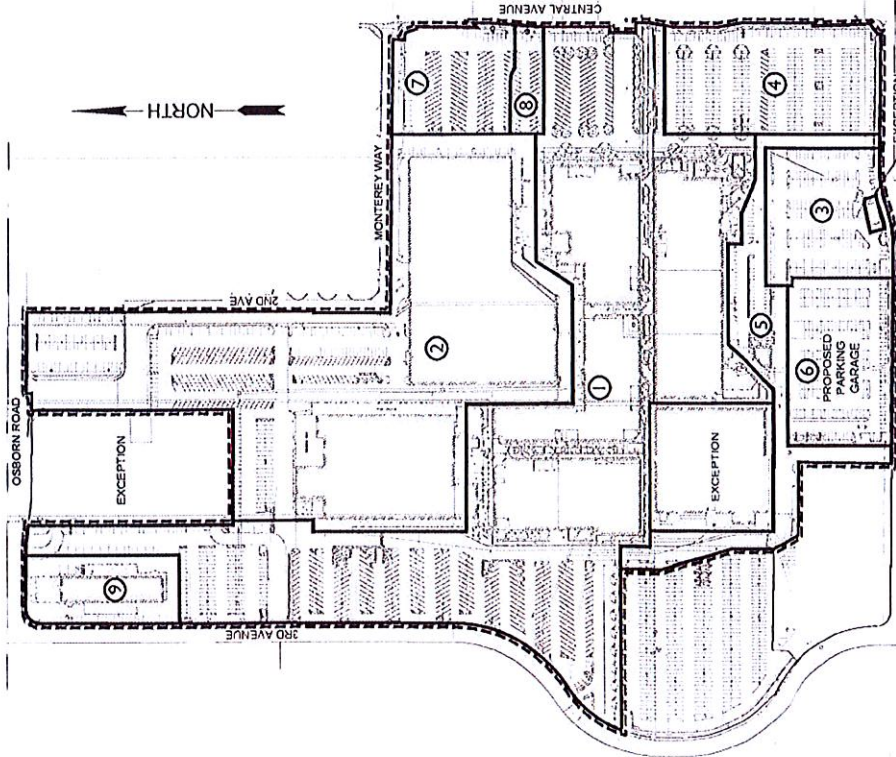 CENTRAL AVENUE
7
8
4
NORTH
MONTEREY WAY
3
2ND AVE
2
5
1
6
PROPOSED
PARKING
GARAGE
OSBORN ROAD
EXCEPTION
EXCEPTION
9
3RD AVENUE